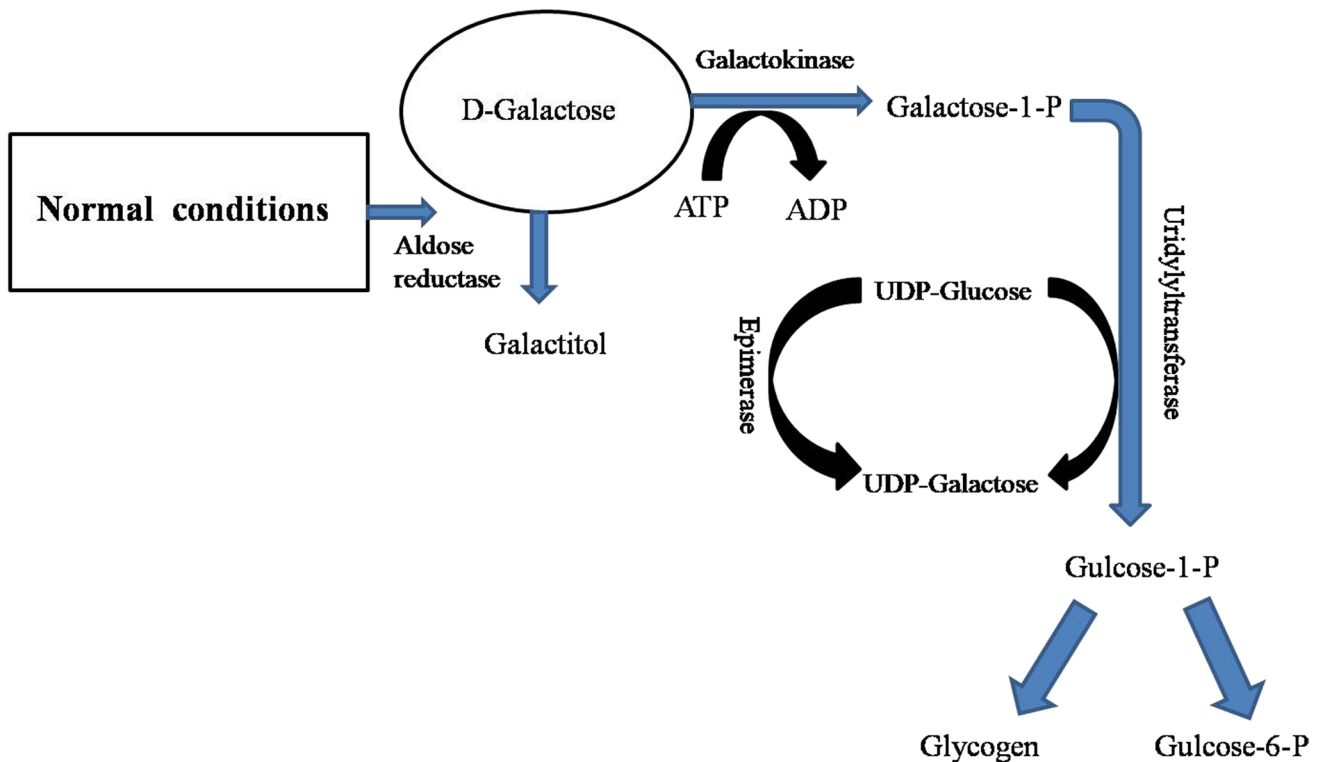 Galactokinase
D-Galactose
Galactose-1-P
Normal conditions
ATP
ADP
Aldose
reductase
Uridylyltransferase
UDP-Glucose
Epimerase
Galactitol
UDP-Galactose
Gulcose-1-P
Glycogen
Gulcose-6-P